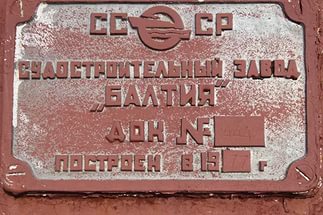 СССР
СУДОСТРОИТЕЛЬНЫЙ ЗАВОД
„БАЛТИЯ"
ДОК №
ПОСТРОЕН В 19 г